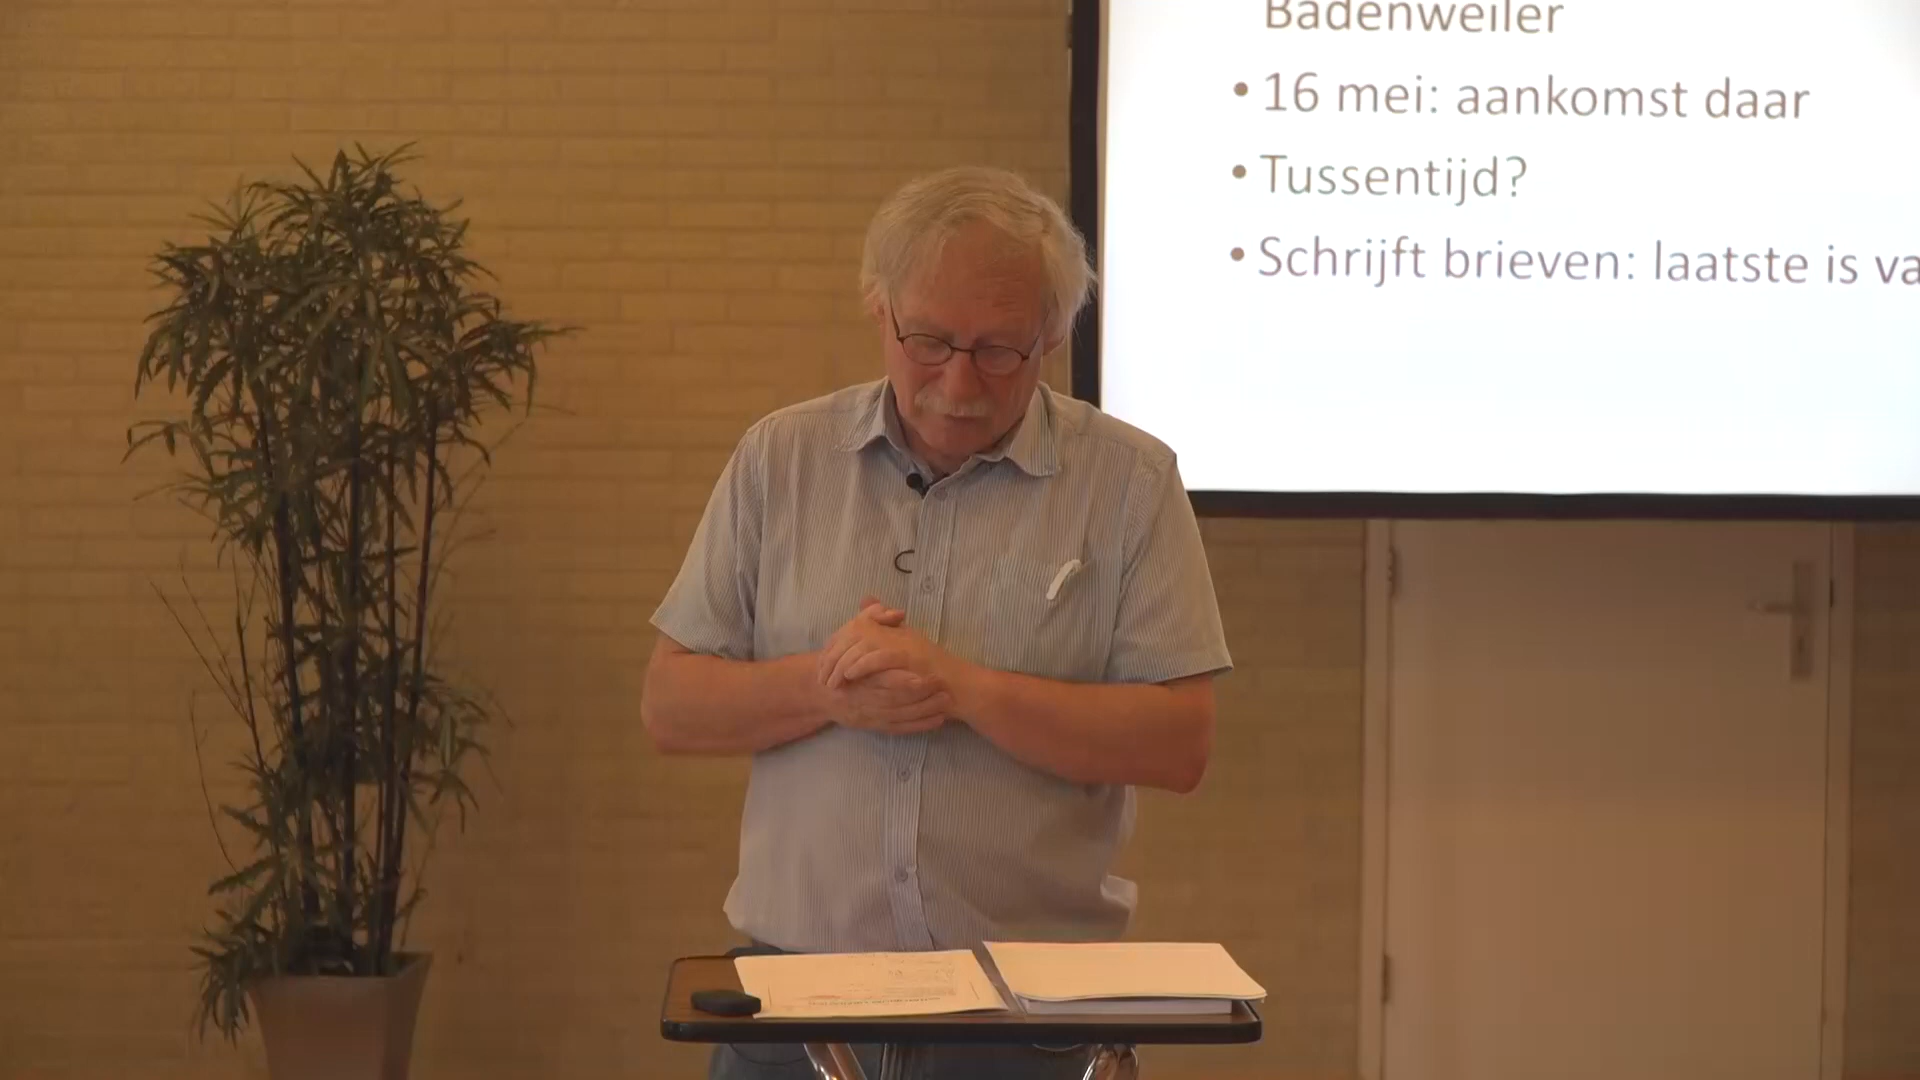 Badenweiler
• 16 mei: aankomst daar
• Tussentijd?
• Schrijft brieven: laatste is va